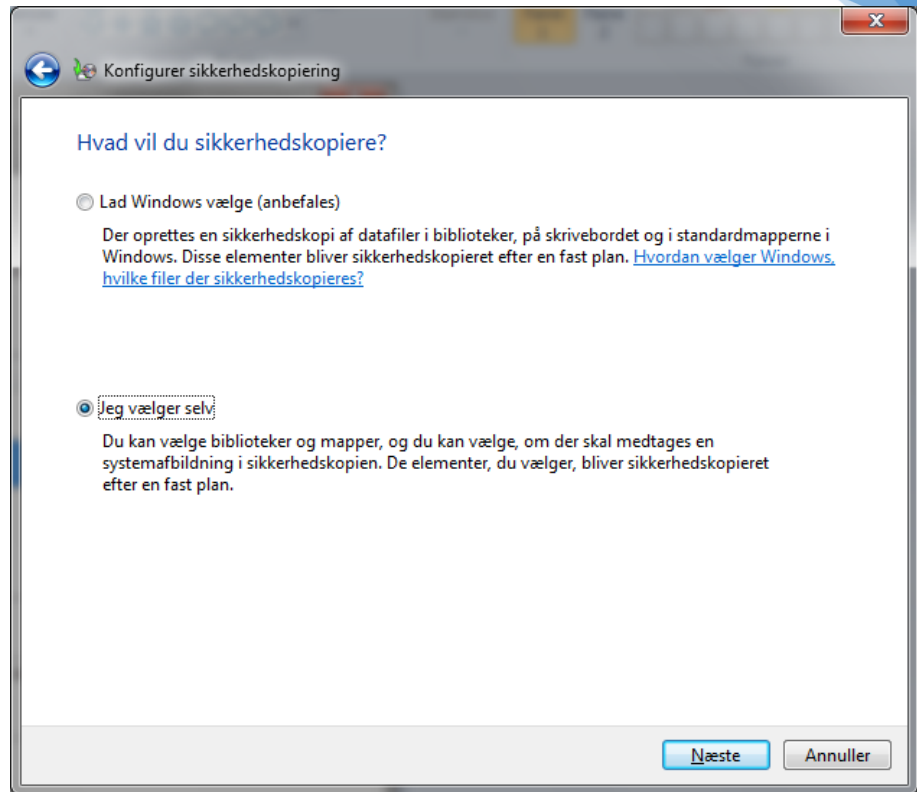 Konfigurer sikkerhedskopiering
Hvad vil du sikkerhedskopiere?
Lad Windows vælge (anbefales)
Der oprettes en sikkerhedskopi af datafiler i biblioteker, på skrivebordet og i standardmapperne i
Windows. Disse elementer bliver sikkerhedskopieret efter en fast plan. Hvordan vælger Windows,
hvilke filer der sikkerhedskopieres?
Jeg vælger selv
Du kan vælge biblioteker og mapper, og du kan vælge, om der skal medtages en
systemafbildning i sikkerhedskopien. De elementer, du vælger, bliver sikkerhedskopieret
efter en fast plan.
Næste
Annuller